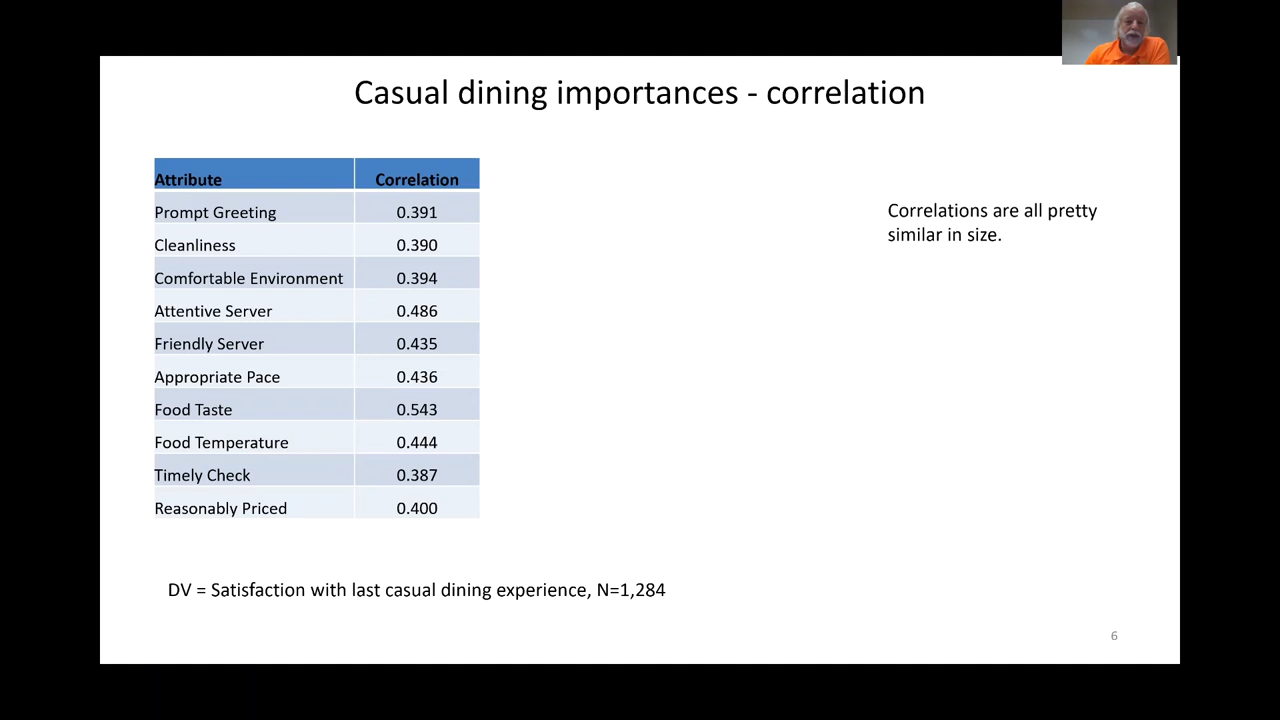 Casual dining importances - correlation
Attribute Correlation
Prompt Greeting 0.391
Cleanliness 0.390
Comfortable Environment 0.394
Attentive Server 0.486
Friendly Server 0.435
Appropriate Pace 0.436
Food Taste 0.543
Food Temperature 0.444
Timely Check 0.387
Reasonably Priced 0.400
Correlations are all pretty
similar in size.
DV = Satisfaction with last casual dining experience, N=1,284
6